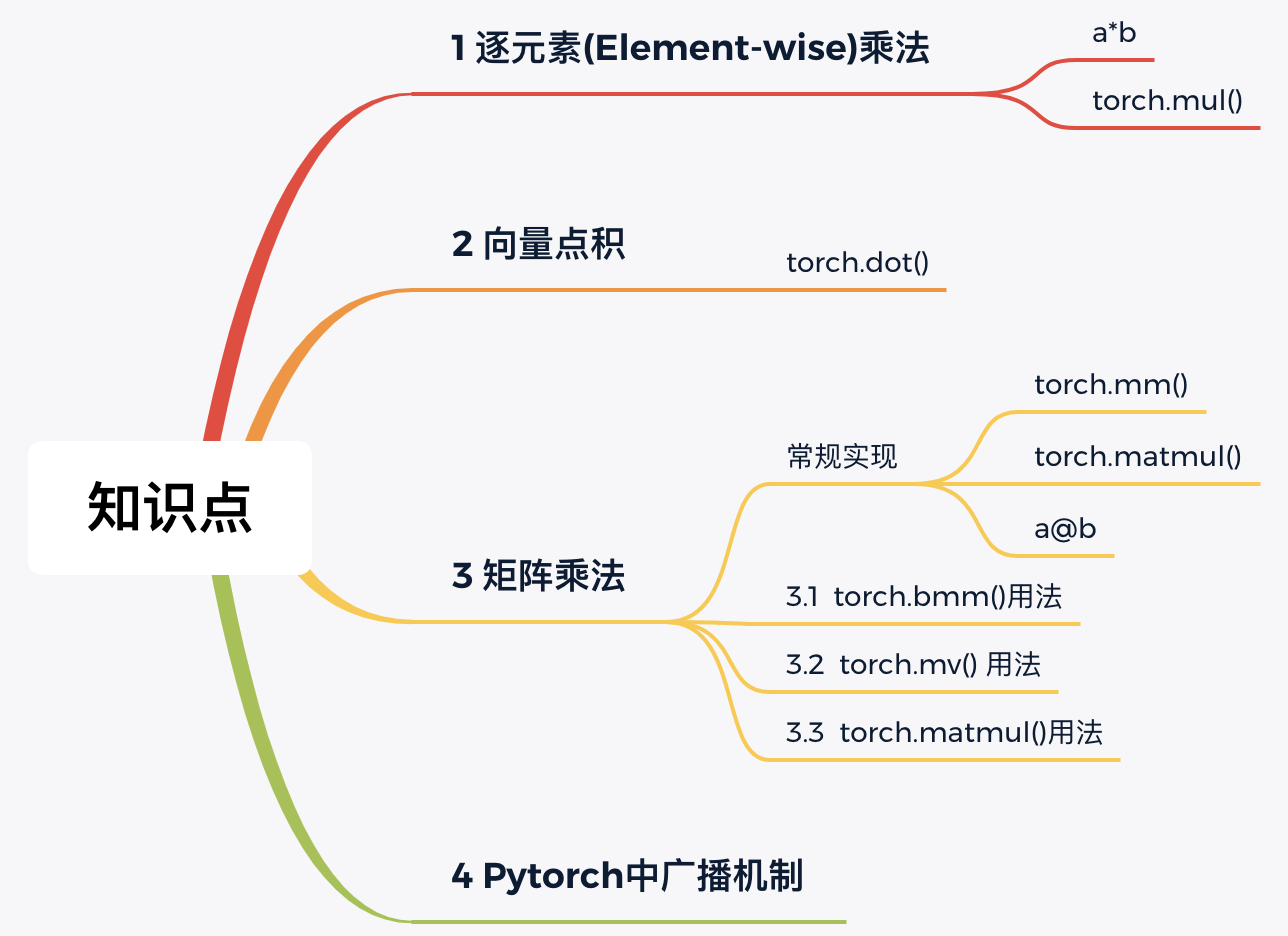 知识点
1 逐元素(Element-wise)乘法
a*b
torch.mul()
2 向量点积
torch.dot()
3 矩阵乘法
常规实现
torch.mm()
torch.matmul()
a@b
3.1 torch.bmm()用法
3.2 torch.mv() 用法
3.3 torch.matmul()用法
4 Pytorch中广播机制